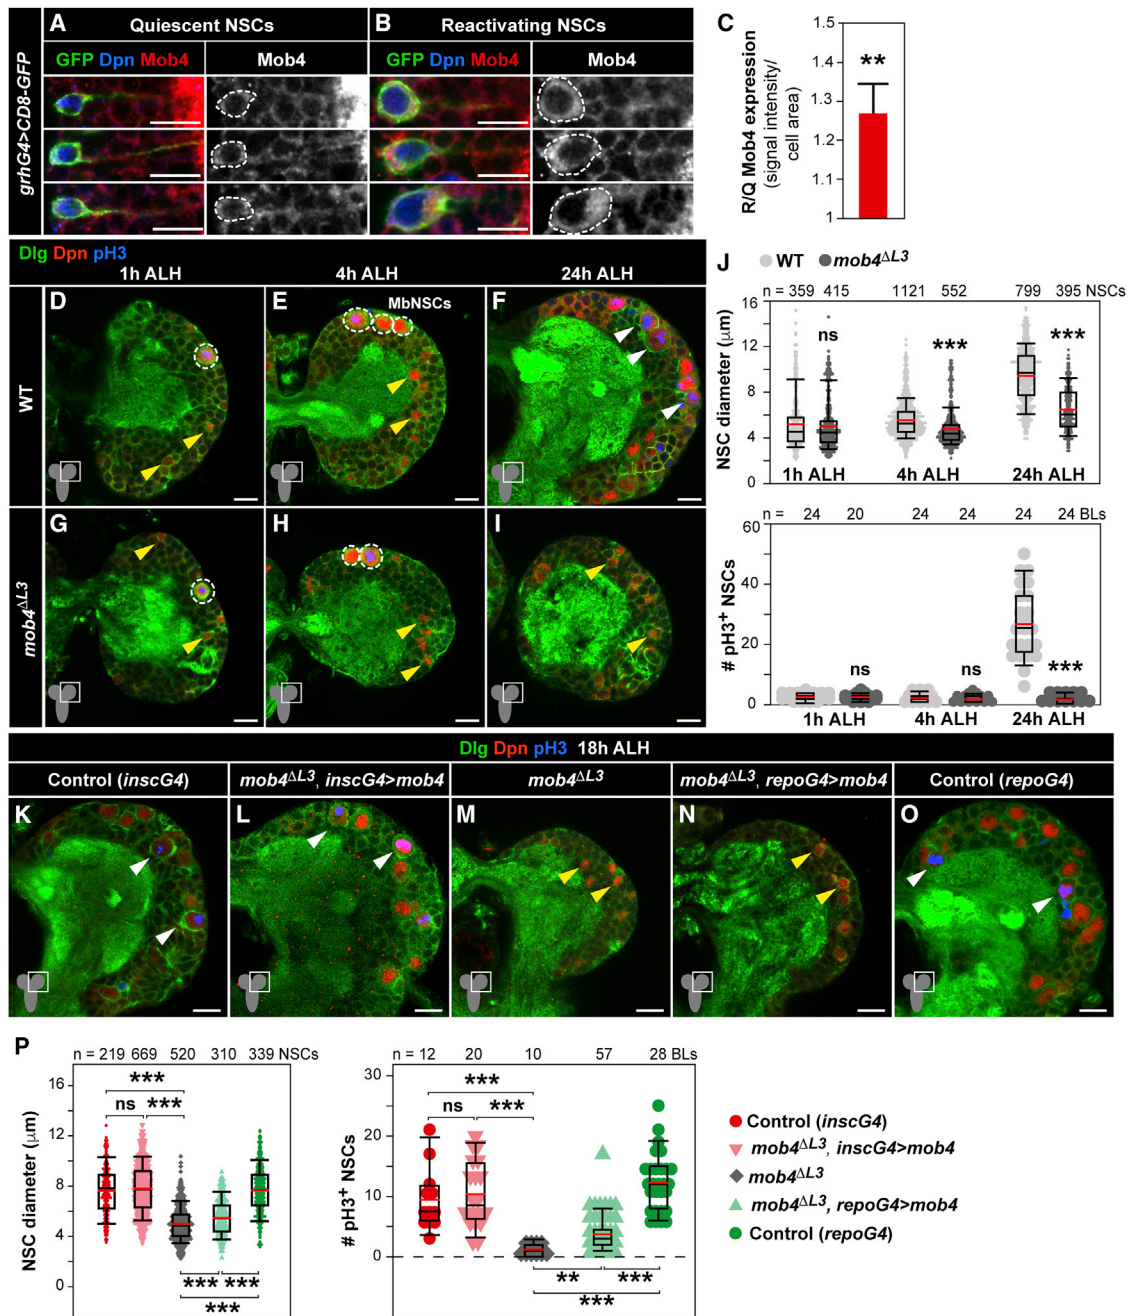 A Quiescent NSCs
B Reactivating NSCs
grhG4>CD8-GFP
GFP Dpn Mob4
Mob4
GFP Dpn Mob4
Mob4
C
R/Q Mob4 expression
(signal intensity/
cell area)
1.5
1.4
1.3
1.2
1.1
1
**
Dlg Dpn pH3
1h ALH
4h ALH
24h ALH
WT
D
E
MbNSCs
F
mob4ΔL3
G
H
I
J
WT
mob4ΔL3
n = 359 415 1121 552 799 395 NSCs
NSC diameter (μm)
16
12
8
4
0
ns
***
***
1h ALH 4h ALH 24h ALH
n = 24 20 24 24 24 24 BLs
# pH3+ NSCs
60
40
20
0
ns
ns
***
1h ALH 4h ALH 24h ALH
Dlg Dpn pH3 18h ALH
Control (inscG4)
mob4ΔL3, inscG4>mob4
mob4ΔL3
mob4ΔL3, repoG4>mob4
Control (repoG4)
K
L
M
N
O
P
n = 219 669 520 310 339 NSCs
NSC diameter (μm)
16
12
8
4
0
***
ns
***
*** ***
***
n = 12 20 10 57 28 BLs
# pH3+ NSCs
30
20
10
0
***
ns
***
** ***
***
Control (inscG4)
mob4ΔL3, inscG4>mob4
mob4ΔL3
mob4ΔL3, repoG4>mob4
Control (repoG4)